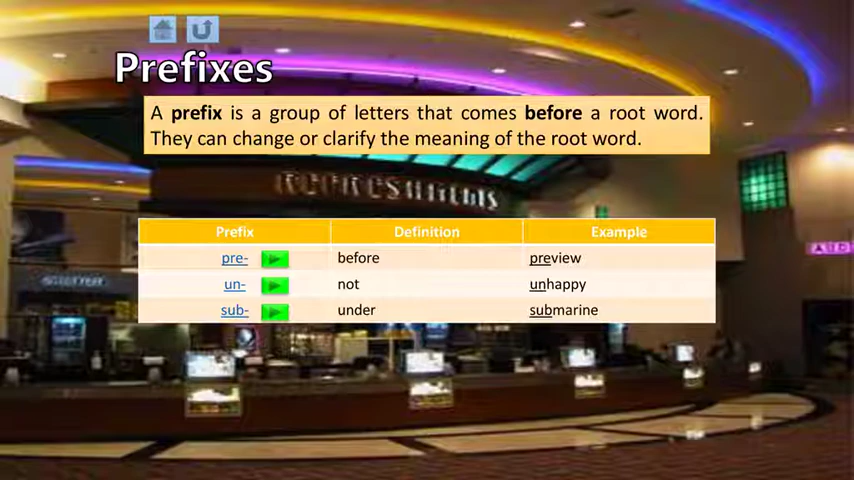 Prefixes
A prefix is a group of letters that comes before a root word.
They can change or clarify the meaning of the root word.
REFRESHMENTS
Prefix Definition Example
pre- before preview
un- not unhappy
sub- under submarine